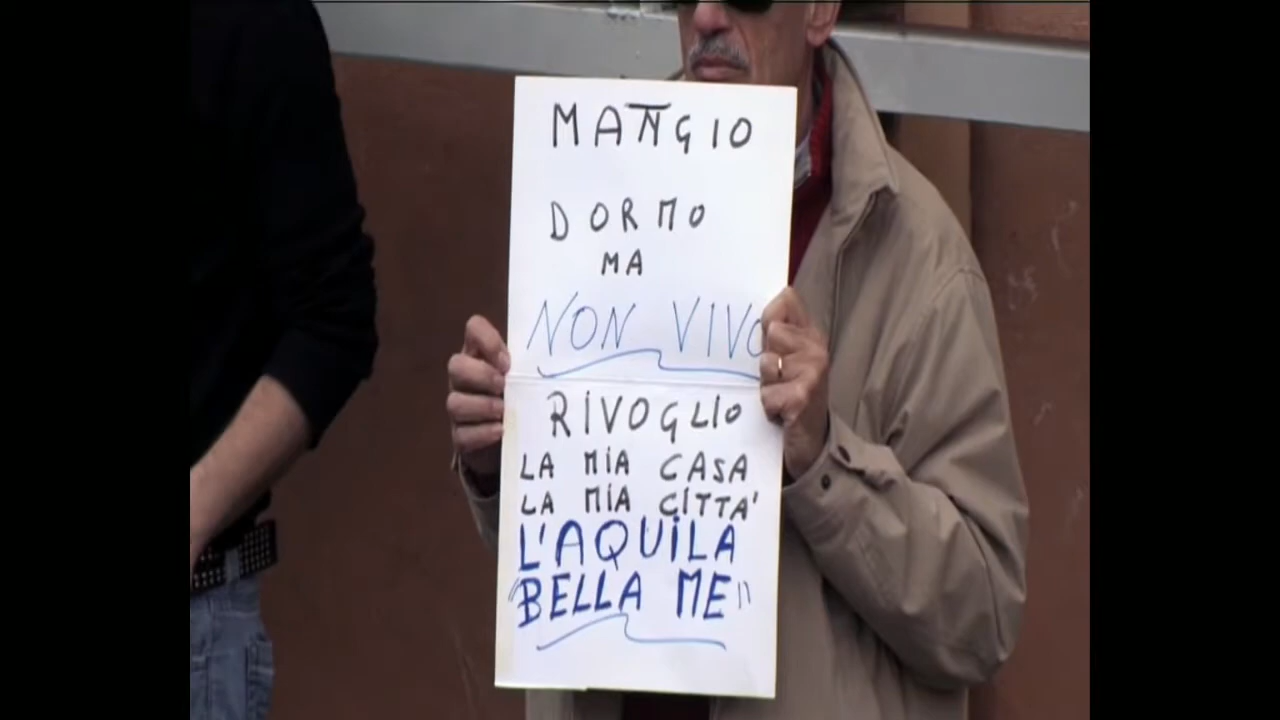 MANGIO
DORMO
MA
NON VIVO
RIVOGLIO
LA MIA CASA
LA MIA CITTA'
L'AQUILA
"BELLA ME"